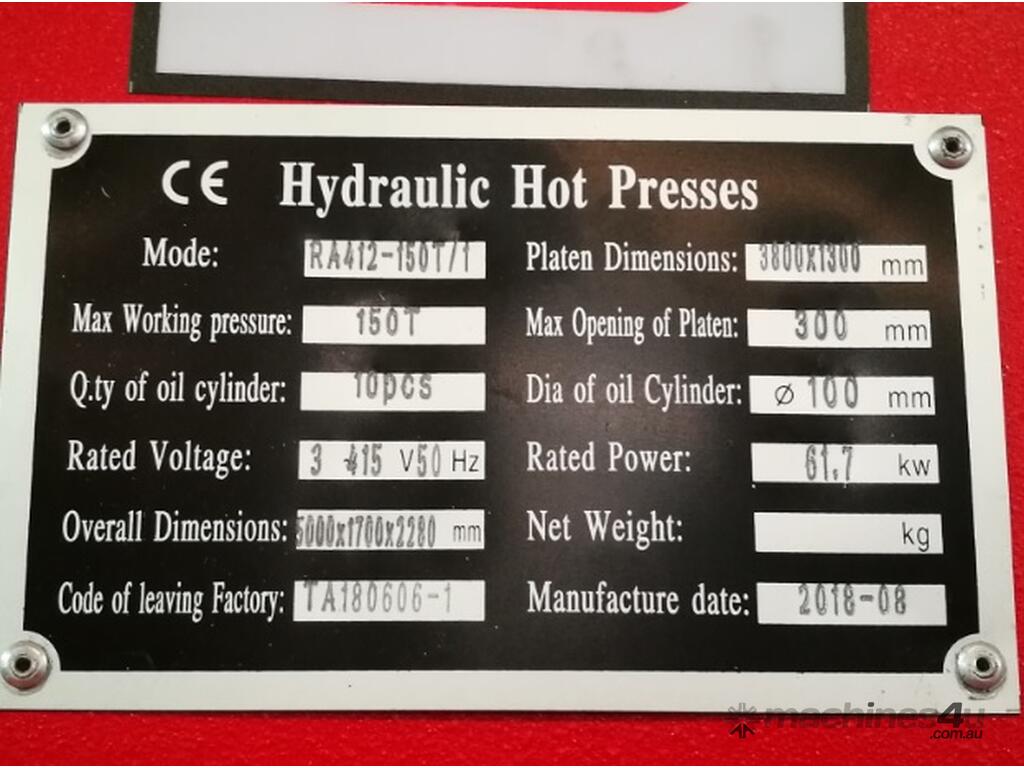 CE Hydraulic Hot Presses
Mode: RA412-150T/1 Platen Dimensions: 3800x1300 mm
Max Working pressure: 150T Max Opening of Platen: 300 mm
Q.ty of oil cylinder: 10pcs Dia of oil Cylinder: Ø 100 mm
Rated Voltage: 3 415 V50 Hz Rated Power: 61.7 kw
Overall Dimensions: 5000x1700x2280 mm Net Weight: kg
Code of leaving Factory: TA180606-1 Manufacture date: 2018-08
machines4u
.com.au